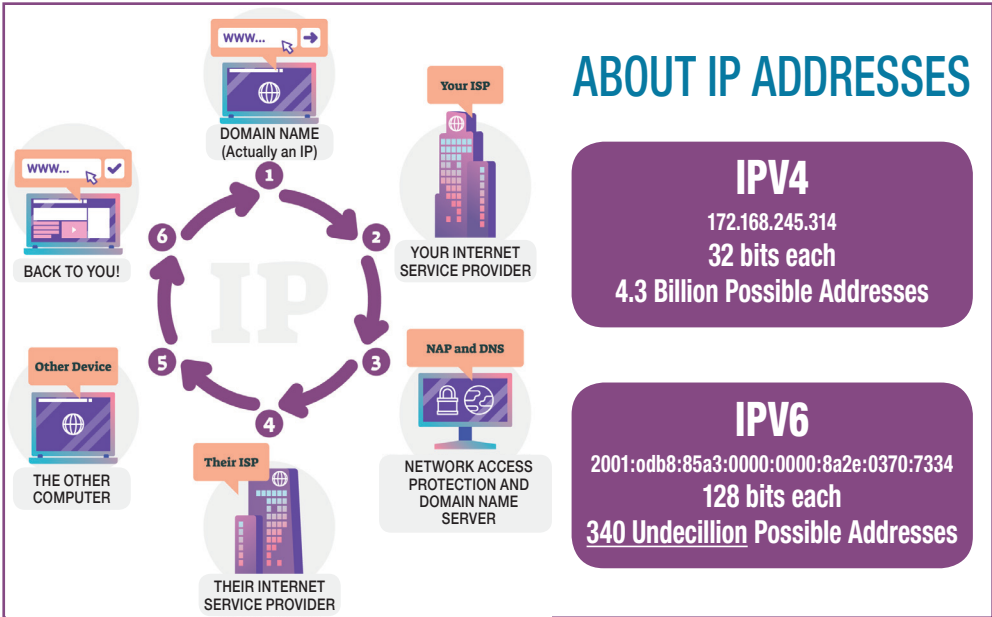 ABOUT IP ADDRESSES
www...
DOMAIN NAME
(Actually an IP)
1
Your ISP
YOUR INTERNET
SERVICE PROVIDER
2
NAP and DNS
NETWORK ACCESS
PROTECTION AND
DOMAIN NAME
SERVER
3
Their ISP
THEIR INTERNET
SERVICE PROVIDER
4
Other Device
THE OTHER
COMPUTER
5
www...
BACK TO YOU!
6
IP
IPV4
172.168.245.314
32 bits each
4.3 Billion Possible Addresses
IPV6
2001:odb8:85a3:0000:0000:8a2e:0370:7334
128 bits each
340 Undecillion Possible Addresses